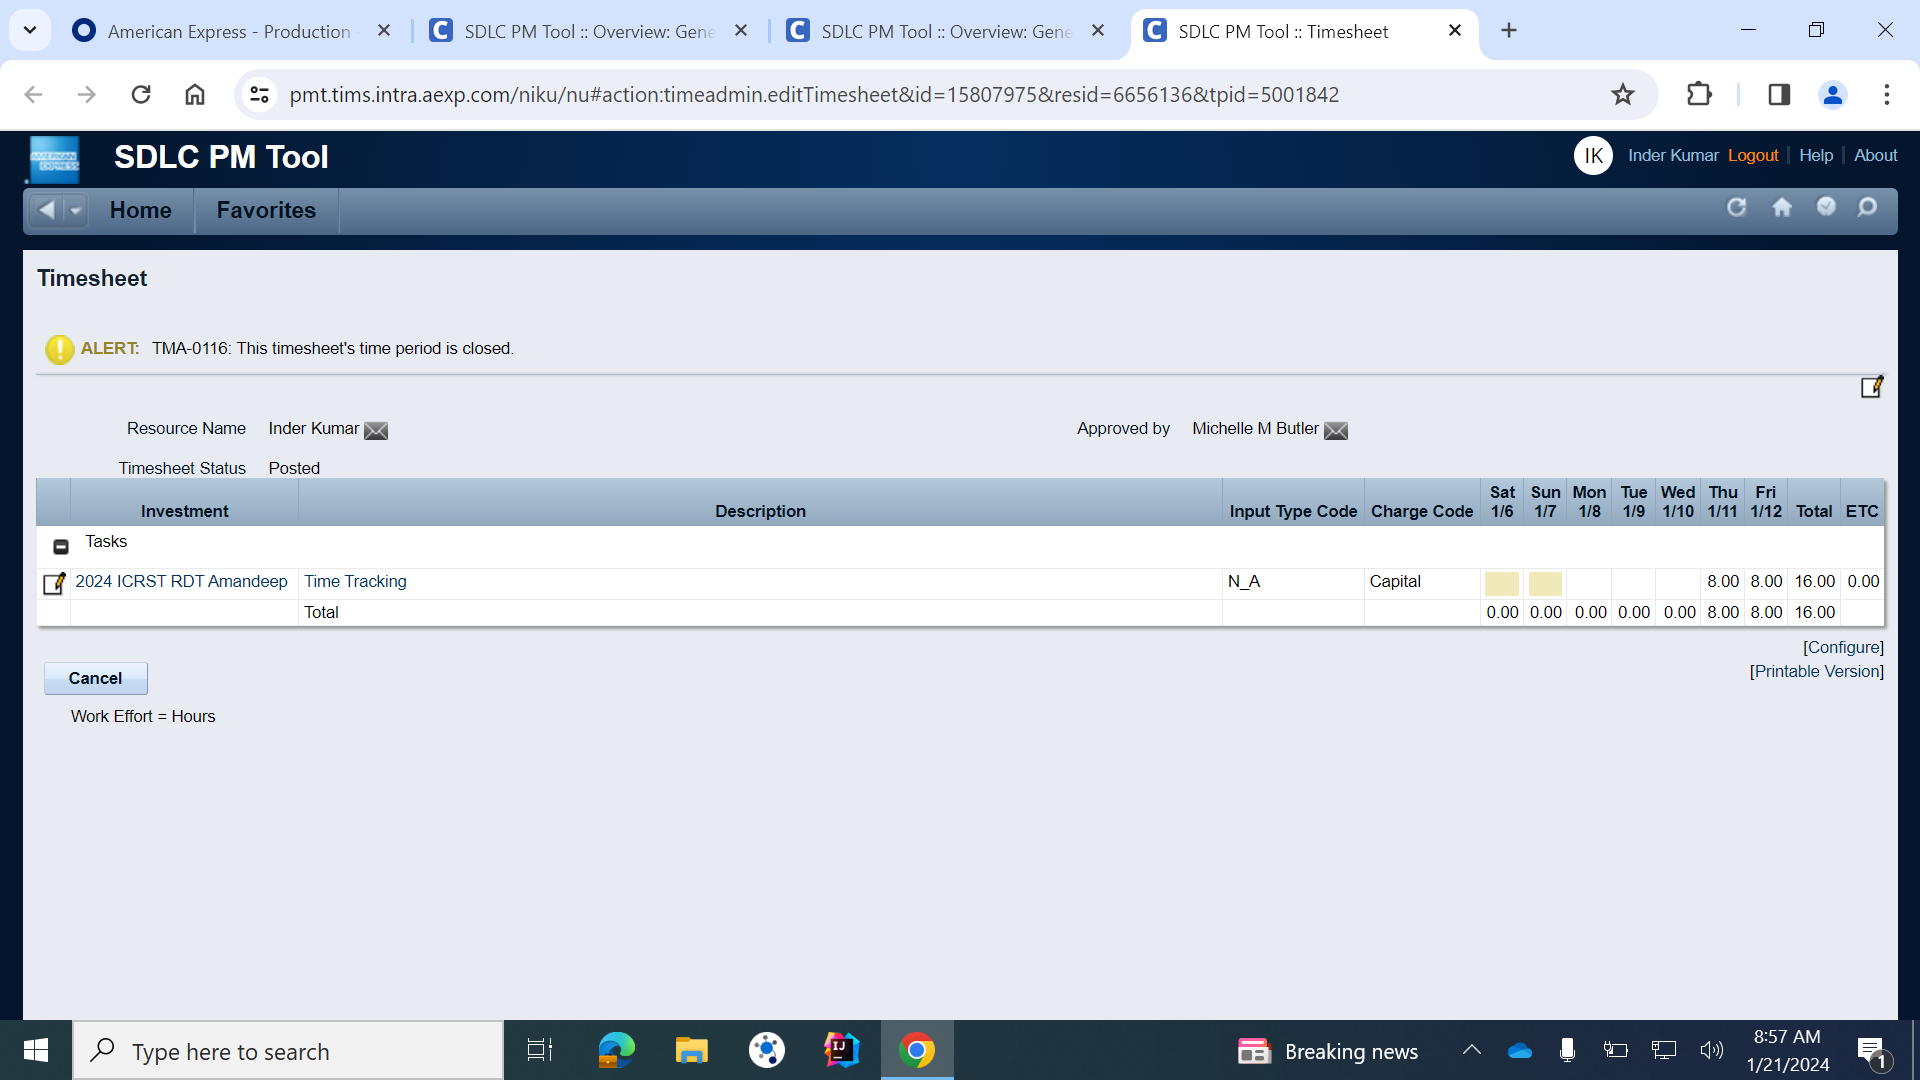 American Express - Production
SDLC PM Tool :: Overview: Gene
SDLC PM Tool :: Overview: Gene
SDLC PM Tool :: Timesheet
pmt.tims.intra.aexp.com/niku/nu#action:timeadmin.editTimesheet&id=15807975&resid=6656136&tpid=5001842
AMERICAN EXPRESS SDLC PM Tool
IK Inder Kumar Logout Help About
Home Favorites
Timesheet
ALERT: TMA-0116: This timesheet's time period is closed.
Resource Name Inder Kumar Approved by Michelle M Butler
Timesheet Status Posted
Sat Sun Mon Tue Wed Thu Fri
Investment Description Input Type Code Charge Code 1/6 1/7 1/8 1/9 1/10 1/11 1/12 Total ETC
Tasks
2024 ICRST RDT Amandeep Time Tracking N_A Capital 8.00 8.00 16.00 0.00
Total 0.00 0.00 0.00 0.00 0.00 8.00 8.00 16.00
[Configure]
[Printable Version]
Cancel
Work Effort = Hours
Type here to search
Breaking news
8:57 AM
1/21/2024
1